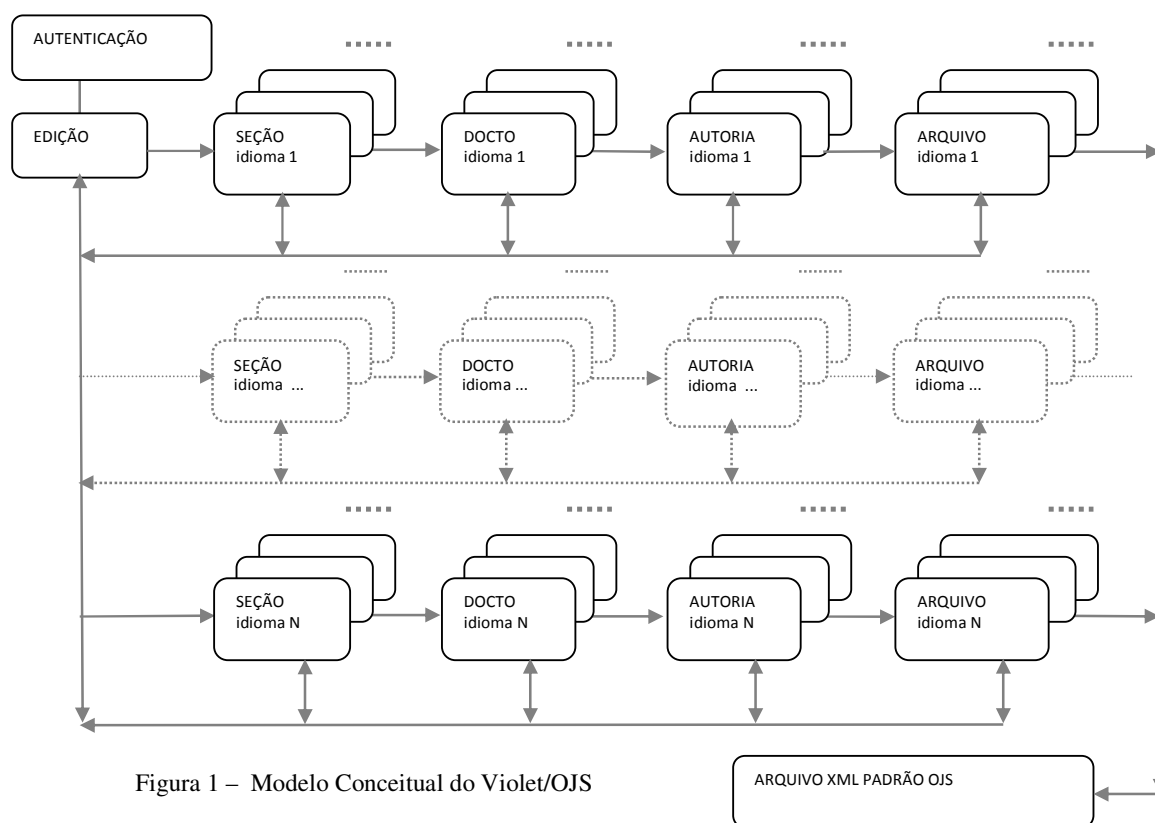 AUTENTICAÇÃO
EDIÇÃO
SEÇÃO
idioma 1
DOCTO
idioma 1
AUTORIA
idioma 1
ARQUIVO
idioma 1
SEÇÃO
idioma ...
DOCTO
idioma ...
AUTORIA
idioma ...
ARQUIVO
idioma ...
SEÇÃO
idioma N
DOCTO
idioma N
AUTORIA
idioma N
ARQUIVO
idioma N
Figura 1 – Modelo Conceitual do Violet/OJS
ARQUIVO XML PADRÃO OJS